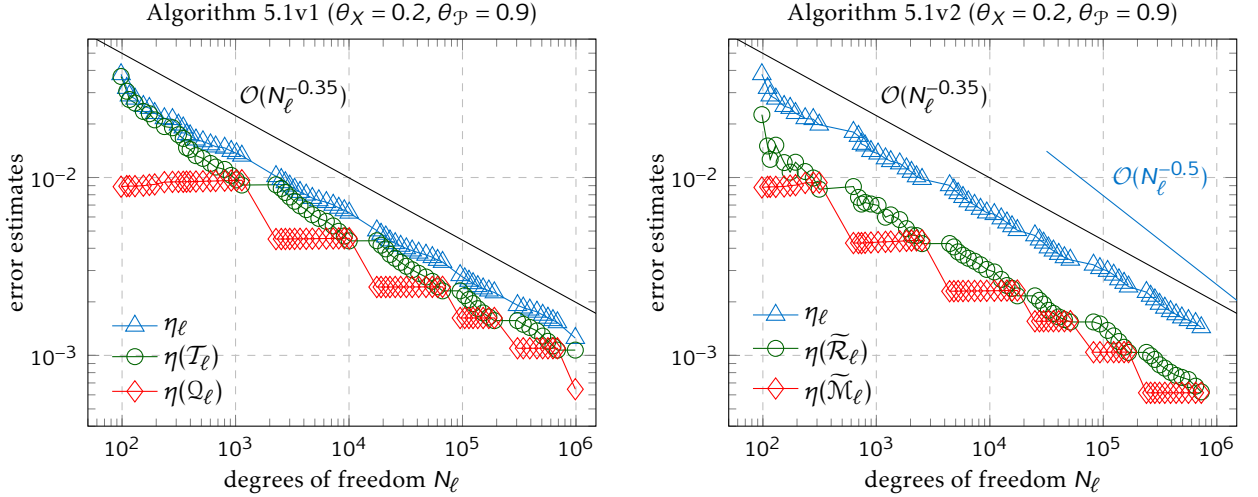 Algorithm 5.1v1 (θ_X = 0.2, θ_𝒫 = 0.9)
error estimates
10^{-2}
10^{-3}
𝒪(N_ℓ^{-0.35})
η_ℓ
η(𝒯_ℓ)
η(𝒬_ℓ)
10^2
10^3
10^4
10^5
10^6
degrees of freedom N_ℓ
Algorithm 5.1v2 (θ_X = 0.2, θ_𝒫 = 0.9)
error estimates
10^{-2}
10^{-3}
𝒪(N_ℓ^{-0.35})
𝒪(N_ℓ^{-0.5})
η_ℓ
η(ℛ̃_ℓ)
η(ℳ̃_ℓ)
10^2
10^3
10^4
10^5
10^6
degrees of freedom N_ℓ